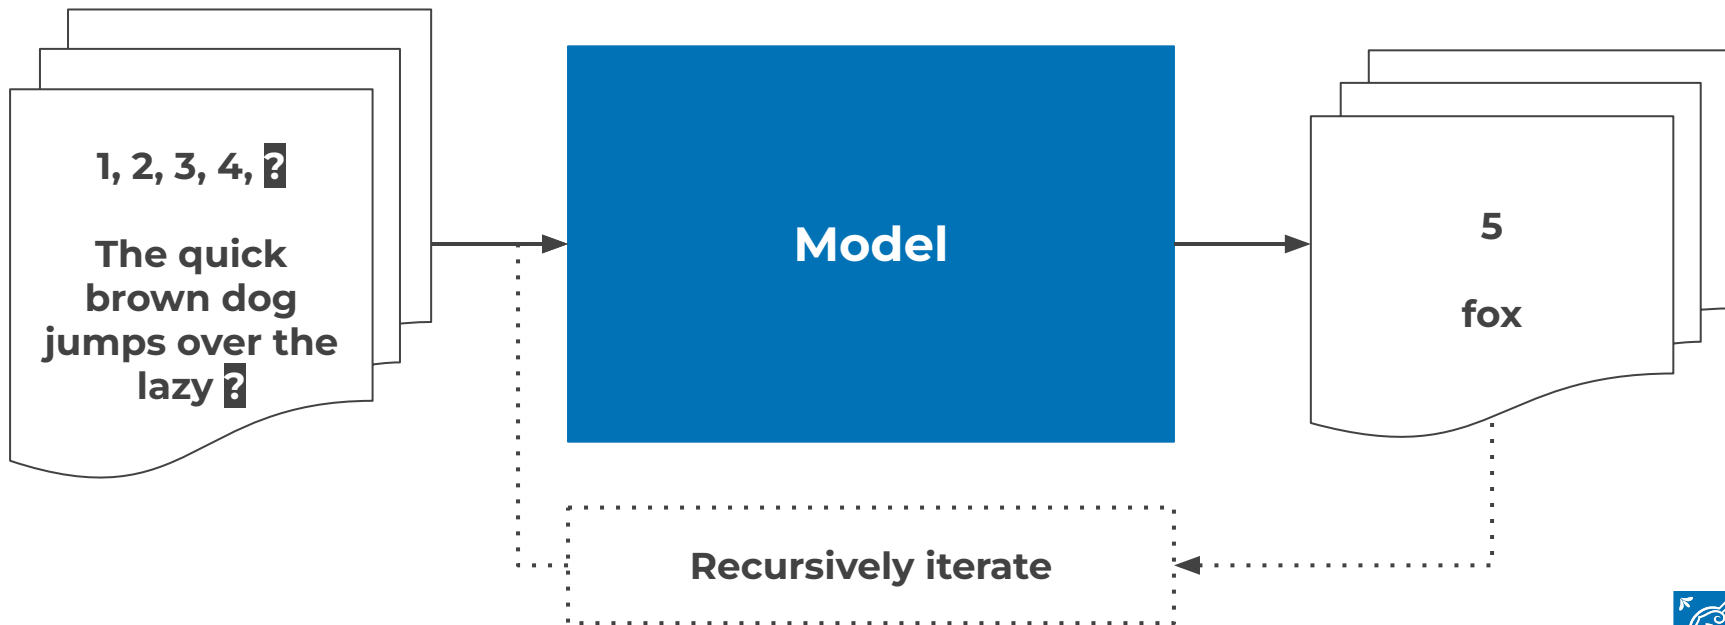 1, 2, 3, 4, ?
The quick
brown dog
jumps over the
lazy ?
Model
5
fox
Recursively iterate